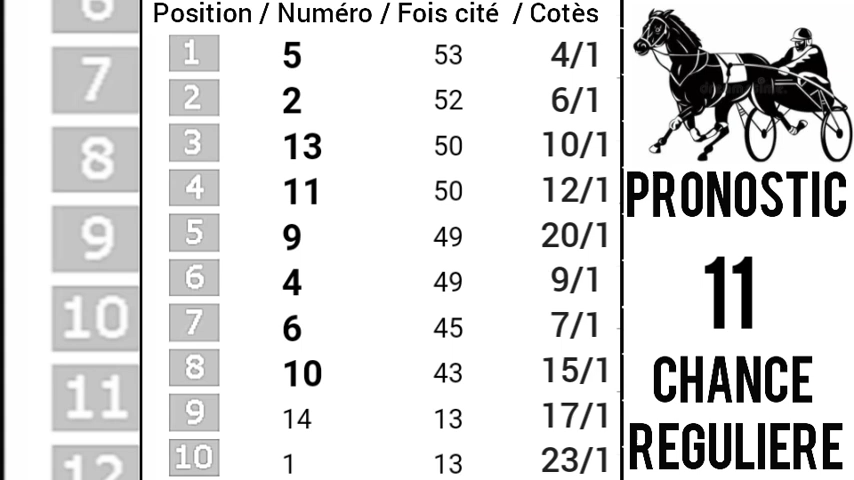 Position / Numéro / Fois cité / Cotès
1 5 53 4/1
2 2 52 6/1
3 13 50 10/1
4 11 50 12/1
5 9 49 20/1
6 4 49 9/1
7 6 45 7/1
8 10 43 15/1
9 14 13 17/1
10 1 13 23/1
6
7
8
9
10
11
12
PRONOSTIC
11
CHANCE
REGULIERE